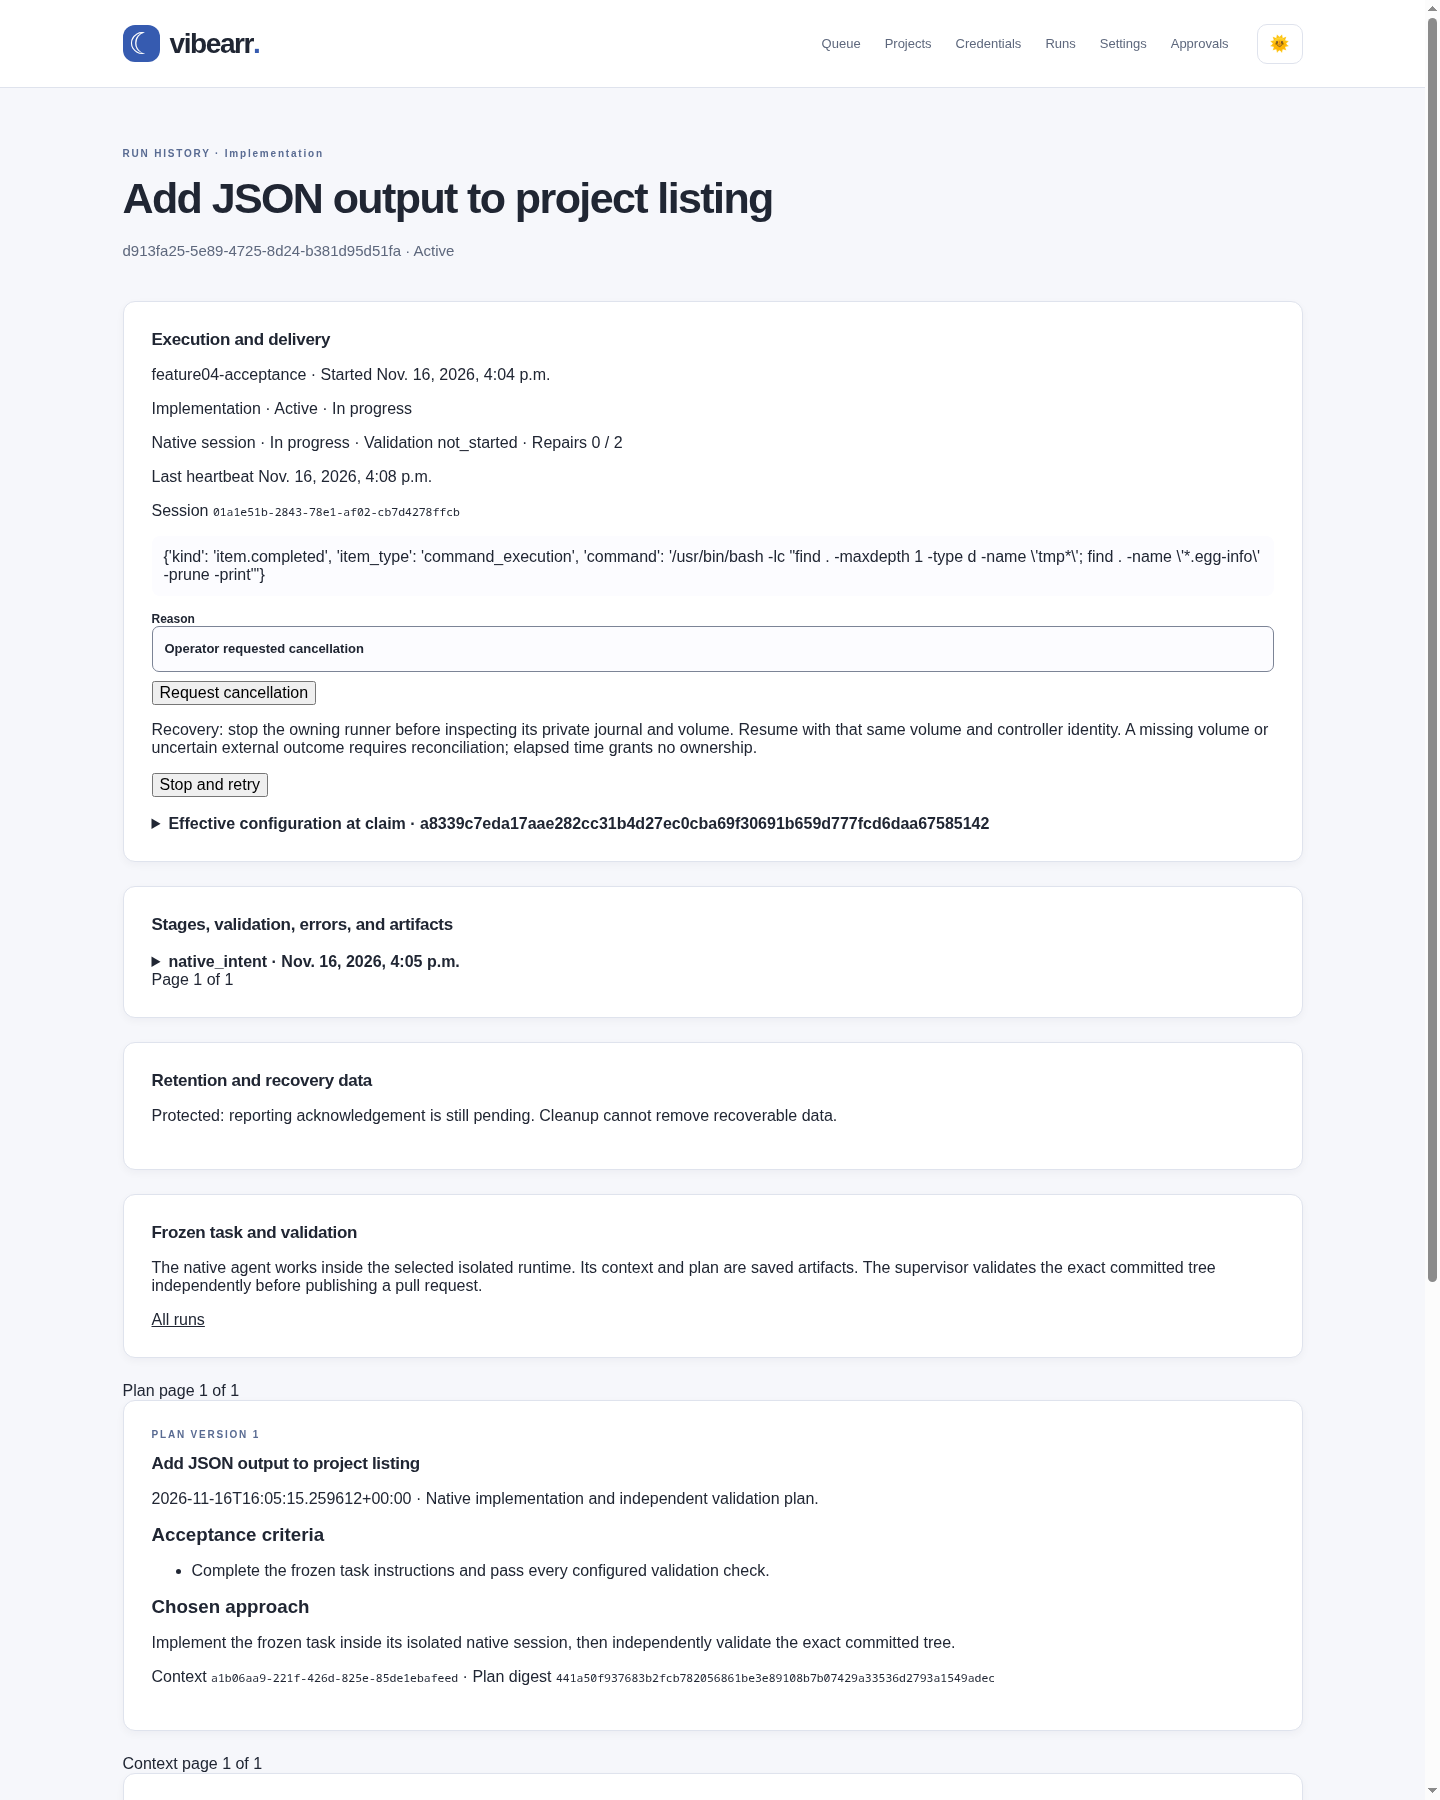 vibearr.
Queue Projects Credentials Runs Settings Approvals
RUN HISTORY · Implementation
Add JSON output to project listing
d913fa25-5e89-4725-8d24-b381d95d51fa · Active
Execution and delivery
feature04-acceptance · Started Nov. 16, 2026, 4:04 p.m.
Implementation · Active · In progress
Native session · In progress · Validation not_started · Repairs 0 / 2
Last heartbeat Nov. 16, 2026, 4:08 p.m.
Session 01a1e51b-2843-78e1-af02-cb7d4278ffcb
{'kind': 'item.completed', 'item_type': 'command_execution', 'command': '/usr/bin/bash -lc "find . -maxdepth 1 -type d -name \'tmp*\'; find . -name \'*.egg-info\'
-prune -print"'}
Reason
Operator requested cancellation
Request cancellation
Recovery: stop the owning runner before inspecting its private journal and volume. Resume with that same volume and controller identity. A missing volume or
uncertain external outcome requires reconciliation; elapsed time grants no ownership.
Stop and retry
Effective configuration at claim · a8339c7eda17aae282cc31b4d27ec0cba69f30691b659d777fcd6daa67585142
Stages, validation, errors, and artifacts
native_intent · Nov. 16, 2026, 4:05 p.m.
Page 1 of 1
Retention and recovery data
Protected: reporting acknowledgement is still pending. Cleanup cannot remove recoverable data.
Frozen task and validation
The native agent works inside the selected isolated runtime. Its context and plan are saved artifacts. The supervisor validates the exact committed tree
independently before publishing a pull request.
All runs
Plan page 1 of 1
PLAN VERSION 1
Add JSON output to project listing
2026-11-16T16:05:15.259612+00:00 · Native implementation and independent validation plan.
Acceptance criteria
• Complete the frozen task instructions and pass every configured validation check.
Chosen approach
Implement the frozen task inside its isolated native session, then independently validate the exact committed tree.
Context a1b06aa9-221f-426d-825e-85de1ebafeed · Plan digest 441a50f937683b2fcb782056861be3e89108b7b07429a33536d2793a1549adec
Context page 1 of 1